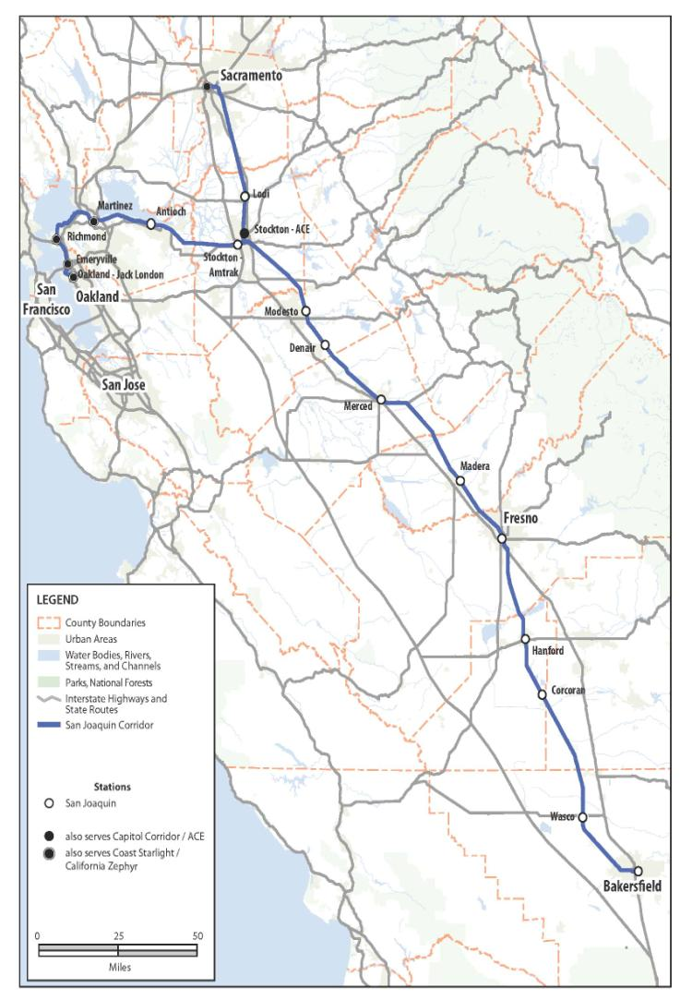 Sacramento
Lodi
Martinez
Antioch
Stockton - ACE
Richmond
Stockton -
Amtrak
Emeryville
Oakland - Jack London
San
Francisco
Oakland
Modesto
Denair
San Jose
Merced
Madera
Fresno
Hanford
Corcoran
Wasco
Bakersfield
LEGEND
County Boundaries
Urban Areas
Water Bodies, Rivers,
Streams, and Channels
Parks, National Forests
Interstate Highways and
State Routes
San Joaquin Corridor
Stations
San Joaquin
also serves Capitol Corridor / ACE
also serves Coast Starlight /
California Zephyr
0 25 50
Miles